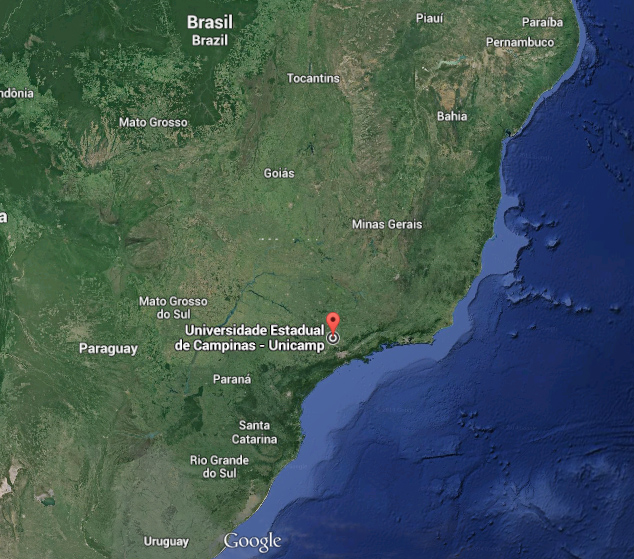 Brasil
Brazil
Piauí
Paraíba
Pernambuco
Tocantins
ndônia
Mato Grosso
Bahia
Goiás
a
Minas Gerais
Mato Grosso
do Sul
Universidade Estadual
de Campinas - Unicamp
Paraguay
Paraná
Santa
Catarina
Rio Grande
do Sul
Uruguay
Google